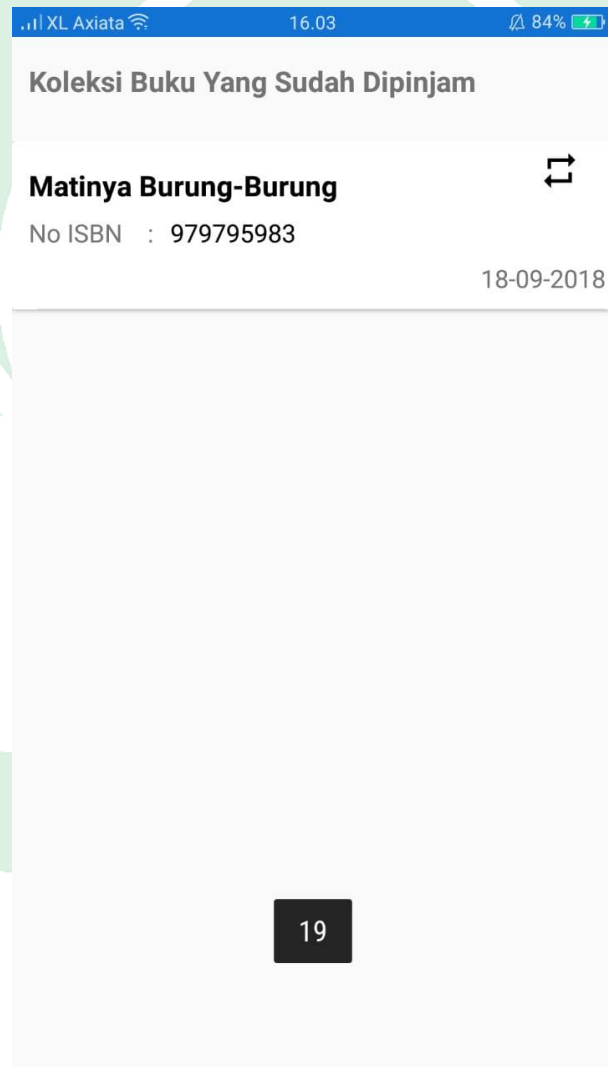 XL Axiata 16.03 84%
Koleksi Buku Yang Sudah Dipinjam
Matinya Burung-Burung
No ISBN : 979795983
18-09-2018
19